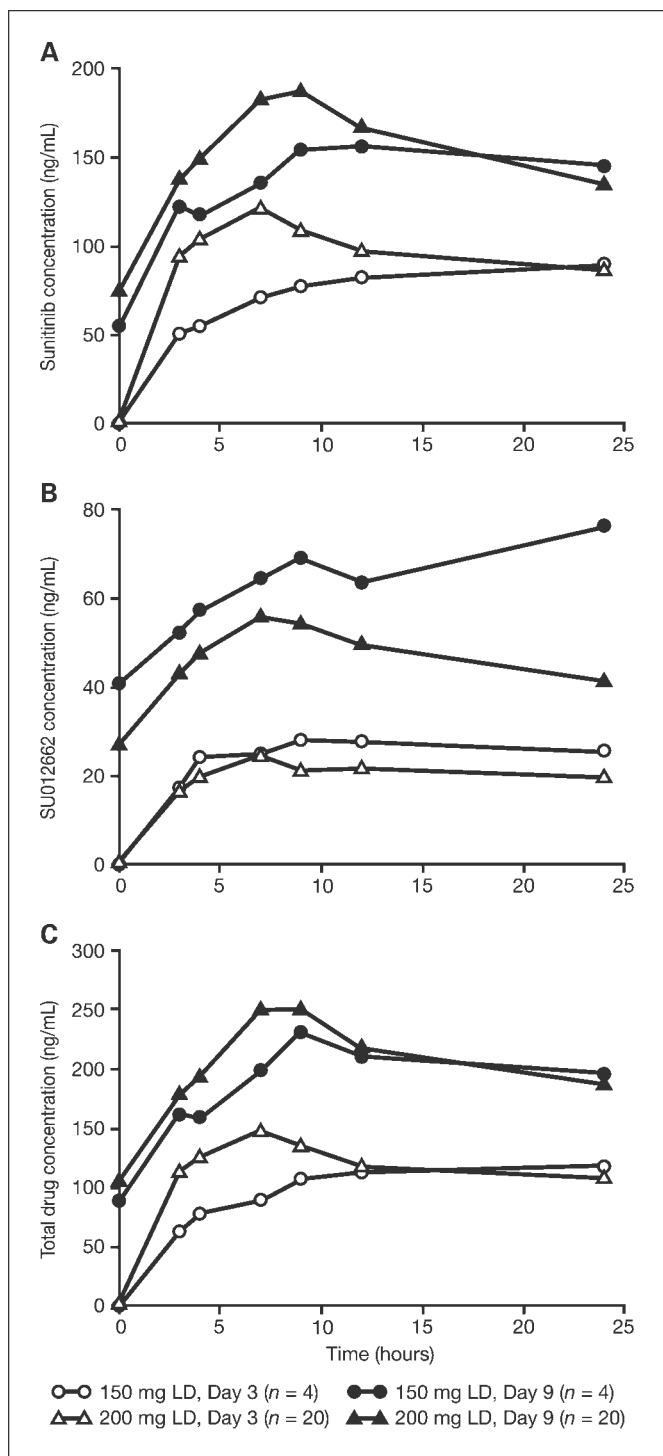 A
200
150
100
50
0
0 5 10 15 20 25
Sunitinib concentration (ng/mL)
B
80
60
40
20
0
0 5 10 15 20 25
SU012662 concentration (ng/mL)
C
300
250
200
150
100
50
0
0 5 10 15 20 25
Total drug concentration (ng/mL)
Time (hours)
150 mg LD, Day 3 (n = 4) 150 mg LD, Day 9 (n = 4)
200 mg LD, Day 3 (n = 20) 200 mg LD, Day 9 (n = 20)